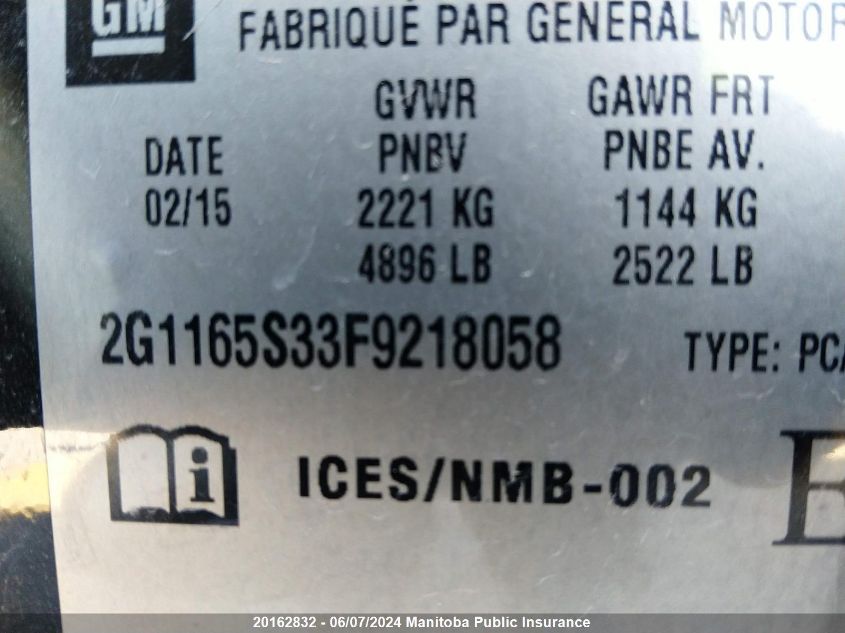 GM
FABRIQUÉ PAR GENERAL MOTOR
GVWR GAWR FRT
DATE PNBV PNBE AV.
02/15 2221 KG 1144 KG
4896 LB 2522 LB
2G1165S33F9218058 TYPE: PCA
i ICES/NMB-002 E
20162832 - 06/07/2024 Manitoba Public Insurance